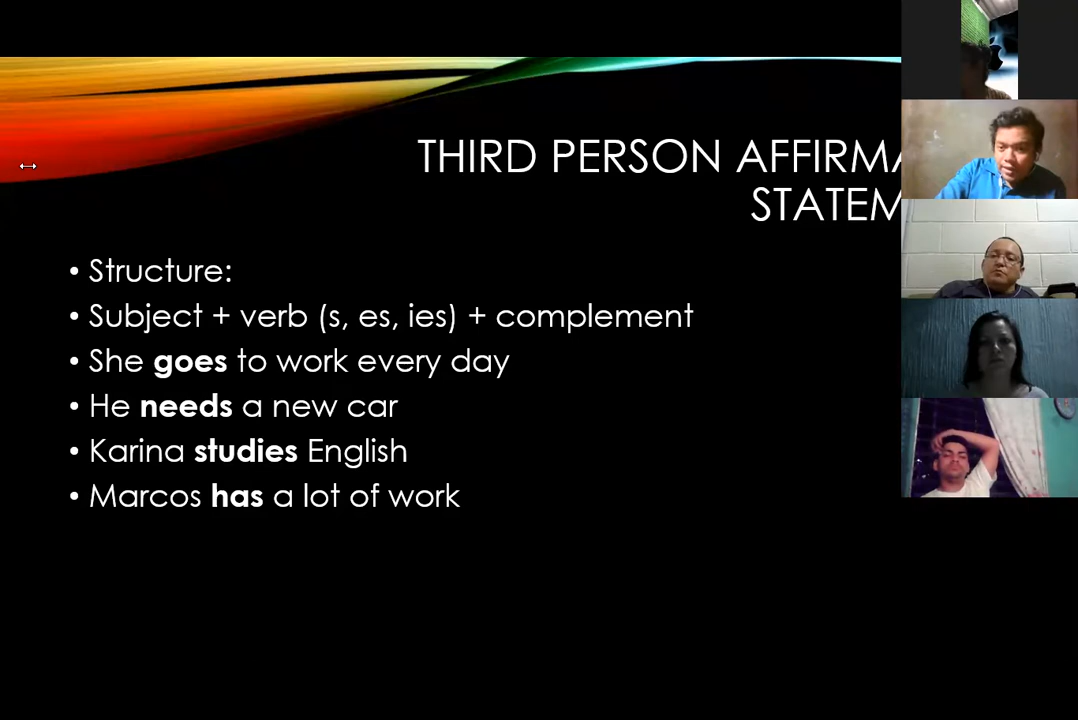 THIRD PERSON AFFIRMA
STATEM
• Structure:
• Subject + verb (s, es, ies) + complement
• She goes to work every day
• He needs a new car
• Karina studies English
• Marcos has a lot of work